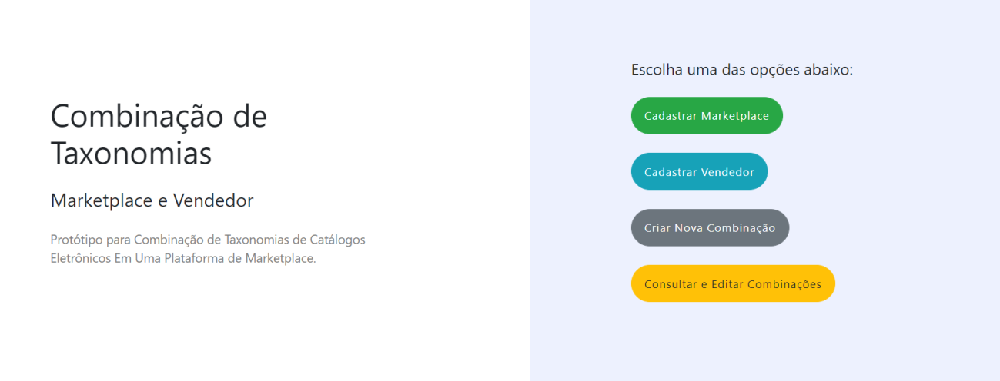 Combinação de
Taxonomias
Marketplace e Vendedor
Protótipo para Combinação de Taxonomias de Catálogos
Eletrônicos Em Uma Plataforma de Marketplace.
Escolha uma das opções abaixo:
Cadastrar Marketplace
Cadastrar Vendedor
Criar Nova Combinação
Consultar e Editar Combinações